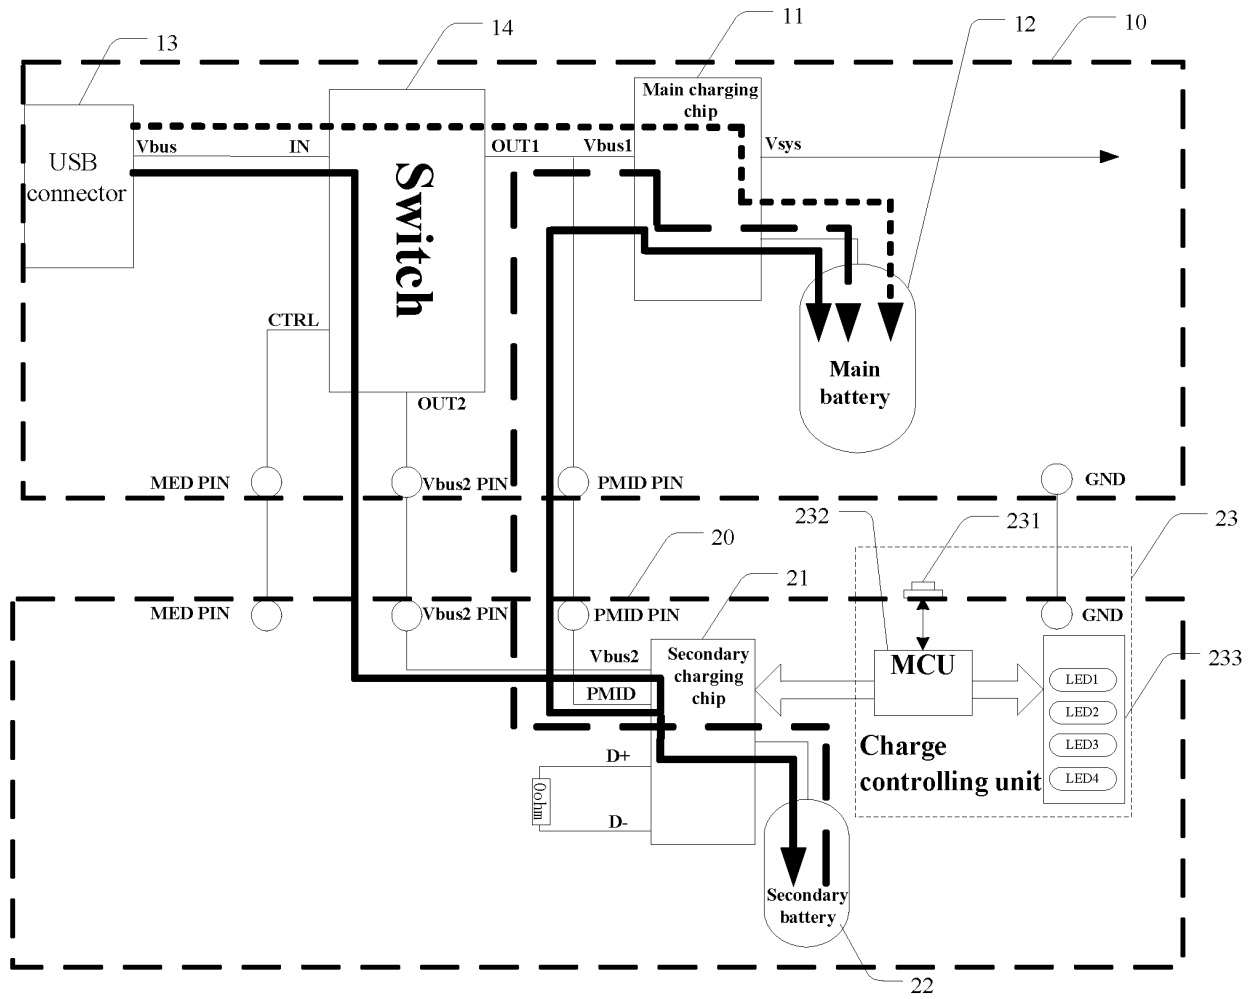 11
12
10
13
14
Main charging
chip
Vbus
IN
OUT1
Vbus1
Vsys
USB
connector
Switch
CTRL
Main
battery
OUT2
MED PIN
Vbus2 PIN
PMID PIN
GND
232
231
23
20
21
MED PIN
Vbus2 PIN
PMID PIN
GND
Vbus2
Secondary
charging
chip
MCU
233
PMID
LED1
LED2
LED3
LED4
Charge
controlling unit
D+
0ohm
D-
Secondary
battery
22